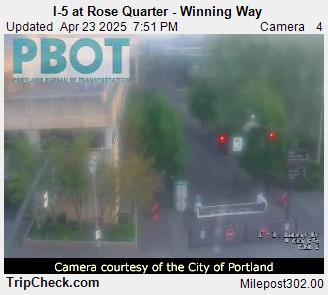 I-5 at Rose Quarter - Winning Way
Updated Apr 23 2025 7:51 PM Camera 4
PBOT
PORTLAND BUREAU OF TRANSPORTATION
Camera courtesy of the City of Portland
TripCheck.com Milepost302.00